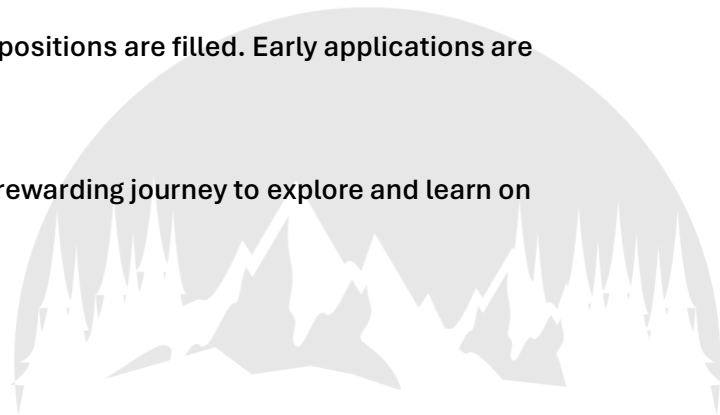 positions are filled. Early applications are
rewarding journey to explore and learn on